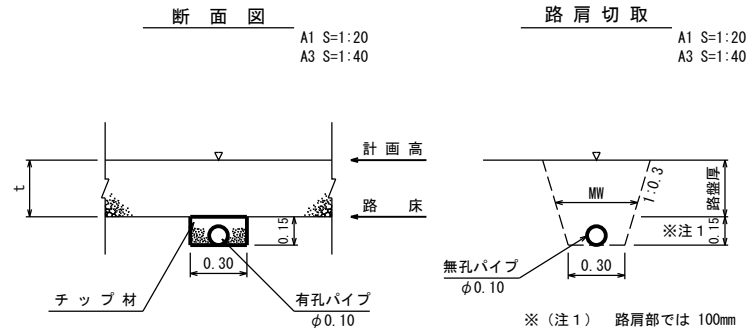 断 面 図
A1 S=1:20
A3 S=1:40
計 画 高
t
路 床
0.15
0.30
チ ッ プ 材
有孔パイプ
φ0.10
路 肩 切 取
A1 S=1:20
A3 S=1:40
MW
1:0.3
路盤厚
※注1
0.15
無孔パイプ
φ0.10
0.30
※(注1) 路肩部では 100mm